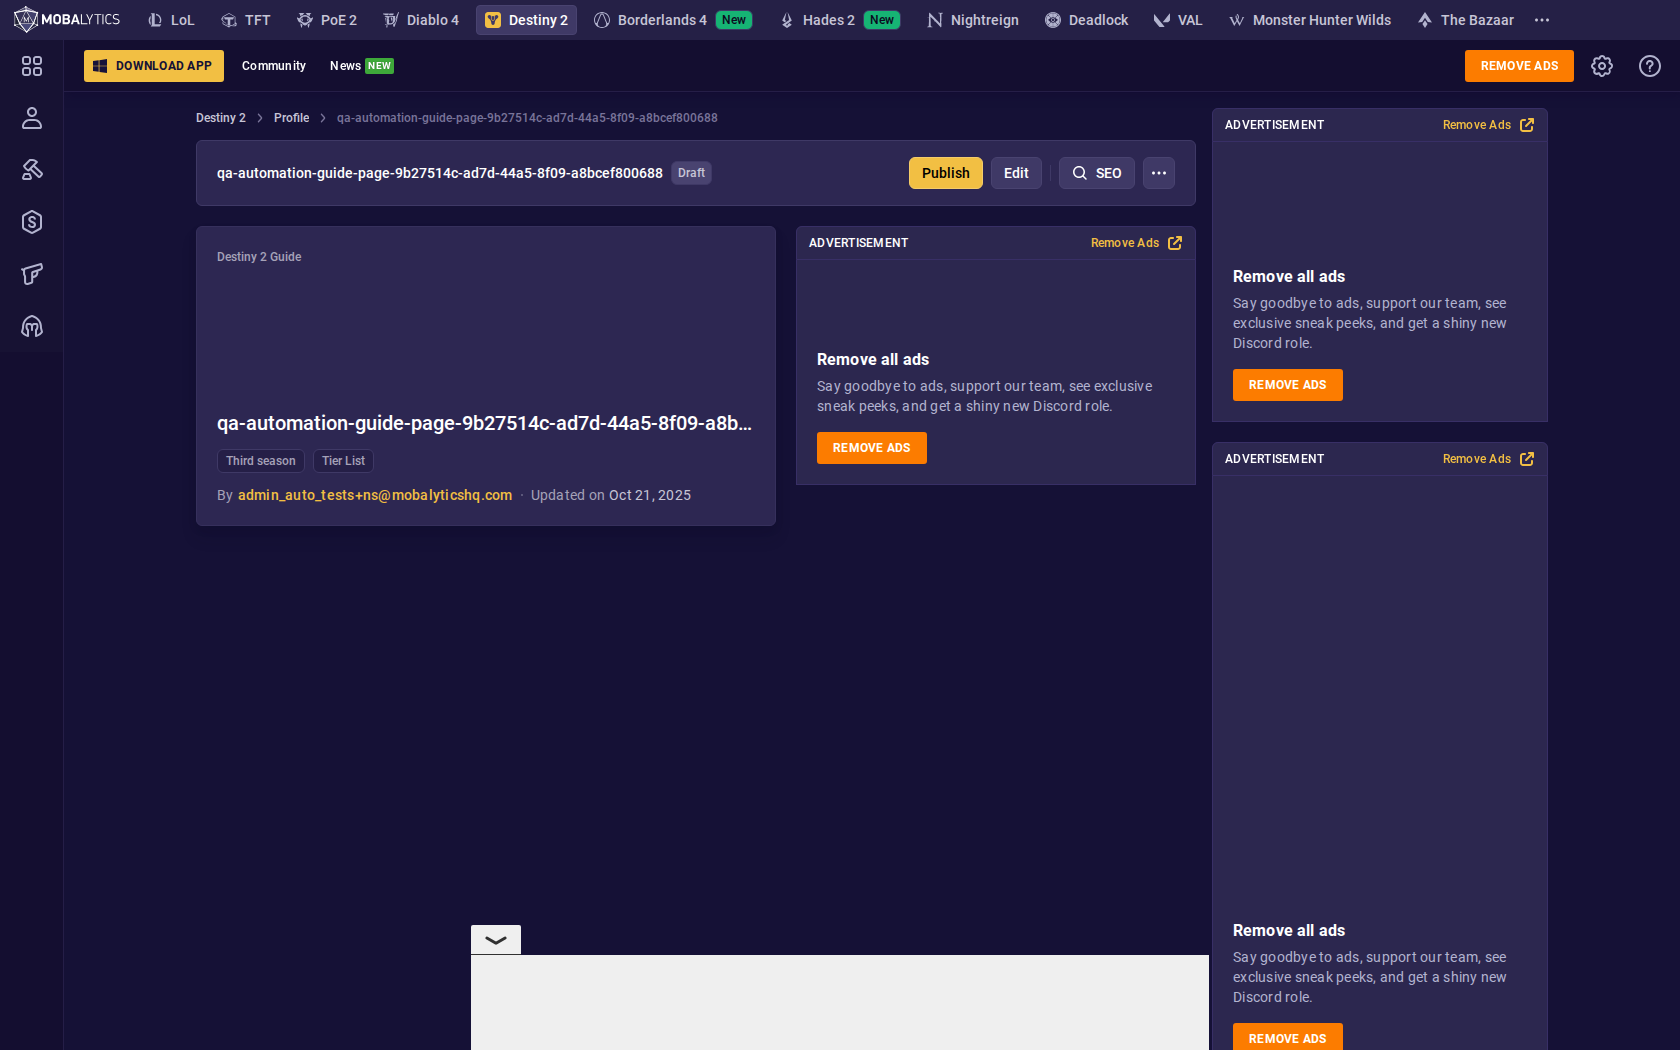 MOBALYTICS
LoL
TFT
PoE 2
Diablo 4
Destiny 2
Borderlands 4
New
Hades 2
New
Nightreign
Deadlock
VAL
Monster Hunter Wilds
The Bazaar
DOWNLOAD APP
Community
News NEW
REMOVE ADS
Destiny 2 > Profile > qa-automation-guide-page-9b27514c-ad7d-44a5-8f09-a8bcef800688
qa-automation-guide-page-9b27514c-ad7d-44a5-8f09-a8bcef800688
Draft
Publish
Edit
SEO
Destiny 2 Guide
qa-automation-guide-page-9b27514c-ad7d-44a5-8f09-a8b...
Third season
Tier List
By admin_auto_tests+ns@mobalyticshq.com · Updated on Oct 21, 2025
ADVERTISEMENT
Remove Ads
Remove all ads
Say goodbye to ads, support our team, see exclusive
sneak peeks, and get a shiny new Discord role.
REMOVE ADS
ADVERTISEMENT
Remove Ads
Remove all ads
Say goodbye to ads, support our team, see
exclusive sneak peeks, and get a shiny new
Discord role.
REMOVE ADS
ADVERTISEMENT
Remove Ads
Remove all ads
Say goodbye to ads, support our team, see
exclusive sneak peeks, and get a shiny new
Discord role.
REMOVE ADS